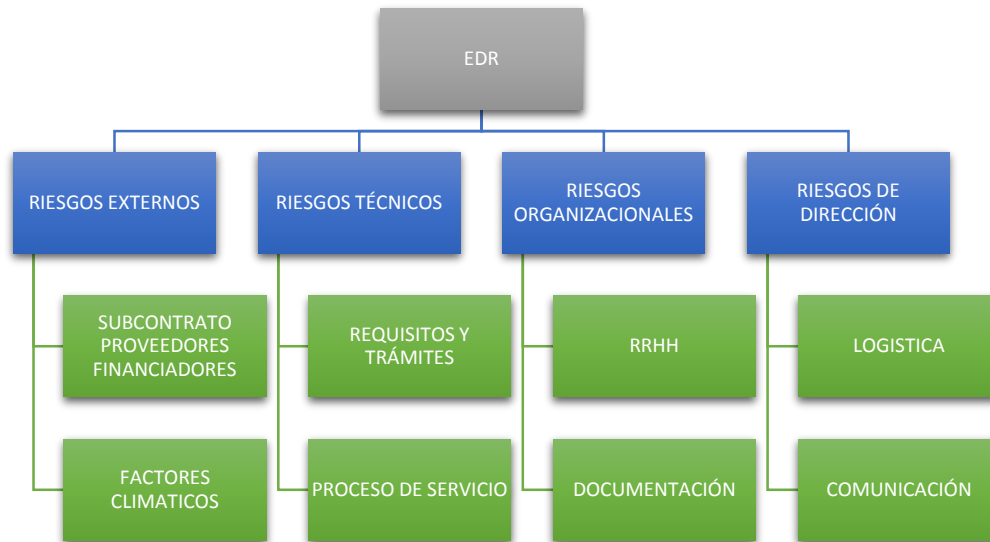 EDR
RIESGOS EXTERNOS
RIESGOS TÉCNICOS
RIESGOS
ORGANIZACIONALES
RIESGOS DE
DIRECCIÓN
SUBCONTRATO
PROVEEDORES
FINANCIADORES
REQUISITOS Y
TRÁMITES
RRHH
LOGISTICA
FACTORES
CLIMATICOS
PROCESO DE SERVICIO
DOCUMENTACIÓN
COMUNICACIÓN